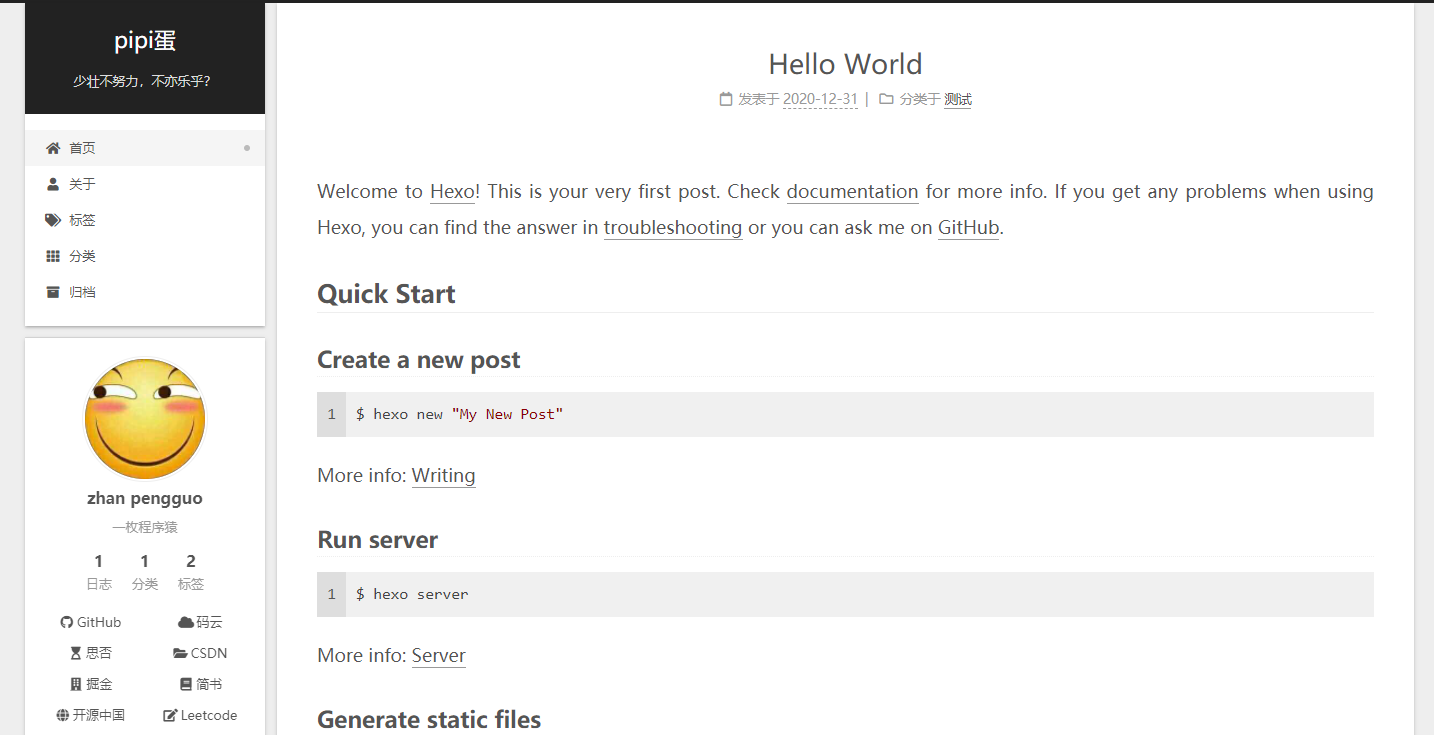 pipi蛋
少壮不努力，不亦乐乎？
首页
关于
标签
分类
归档
zhan pengguo
一枚程序猿
1 1 2
日志 分类 标签
GitHub 码云
思否 CSDN
掘金 简书
开源中国 Leetcode
Hello World
发表于 2020-12-31 | 分类于 测试
Welcome to Hexo! This is your very first post. Check documentation for more info. If you get any problems when using
Hexo, you can find the answer in troubleshooting or you can ask me on GitHub.
Quick Start
Create a new post
1 $ hexo new "My New Post"
More info: Writing
Run server
1 $ hexo server
More info: Server
Generate static files